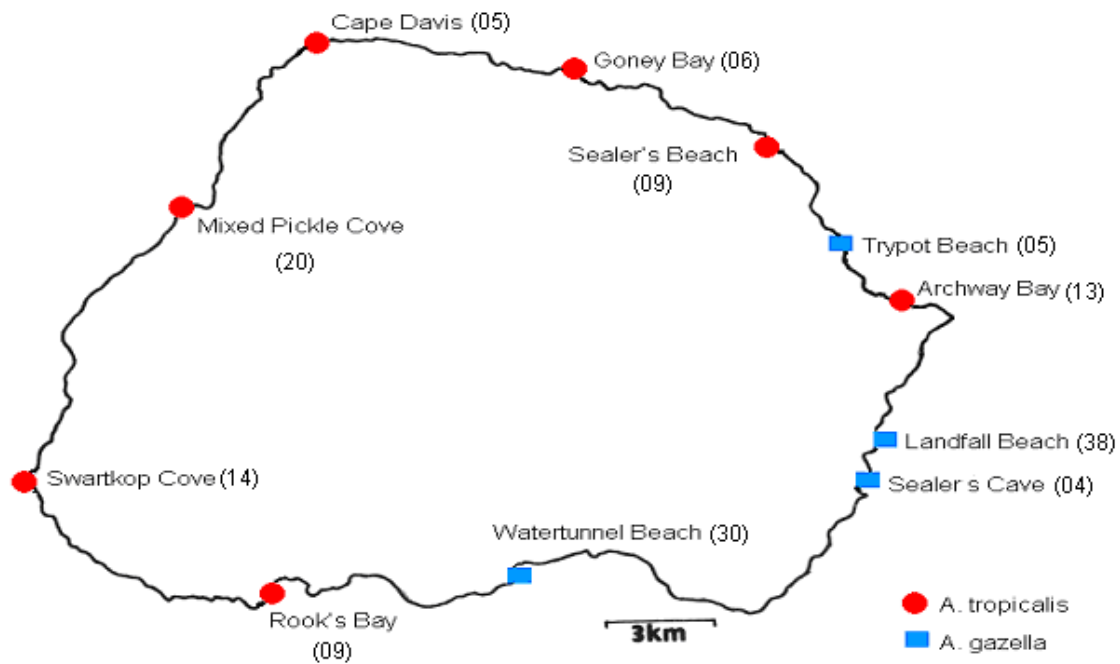 Cape Davis (05)
Goney Bay (06)
Sealer's Beach
(09)
Mixed Pickle Cove
(20)
Trypot Beach (05)
Archway Bay (13)
Landfall Beach (38)
Swartkop Cove (14)
Sealer s Cave (04)
Watertunnel Beach (30)
Rook's Bay
(09)
3km
A. tropicalis
A. gazella